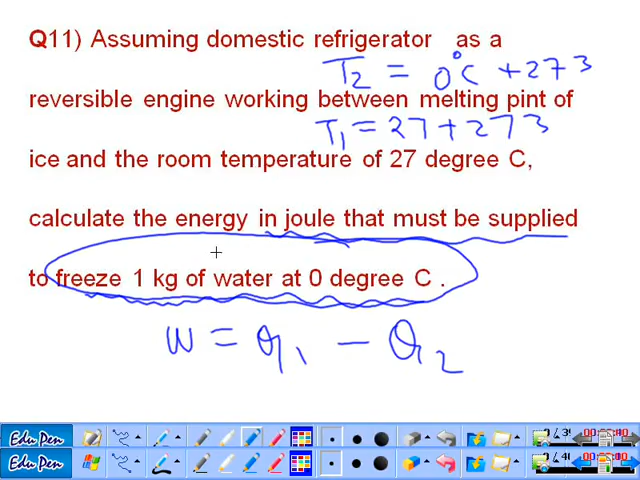 Q11) Assuming domestic refrigerator as a
T2 = 0°C + 273
reversible engine working between melting pint of
T1 = 27 + 273
ice and the room temperature of 27 degree C,
calculate the energy in joule that must be supplied
to freeze 1 kg of water at 0 degree C .
W = Q1 − Q2
Edu Pen
Edu Pen